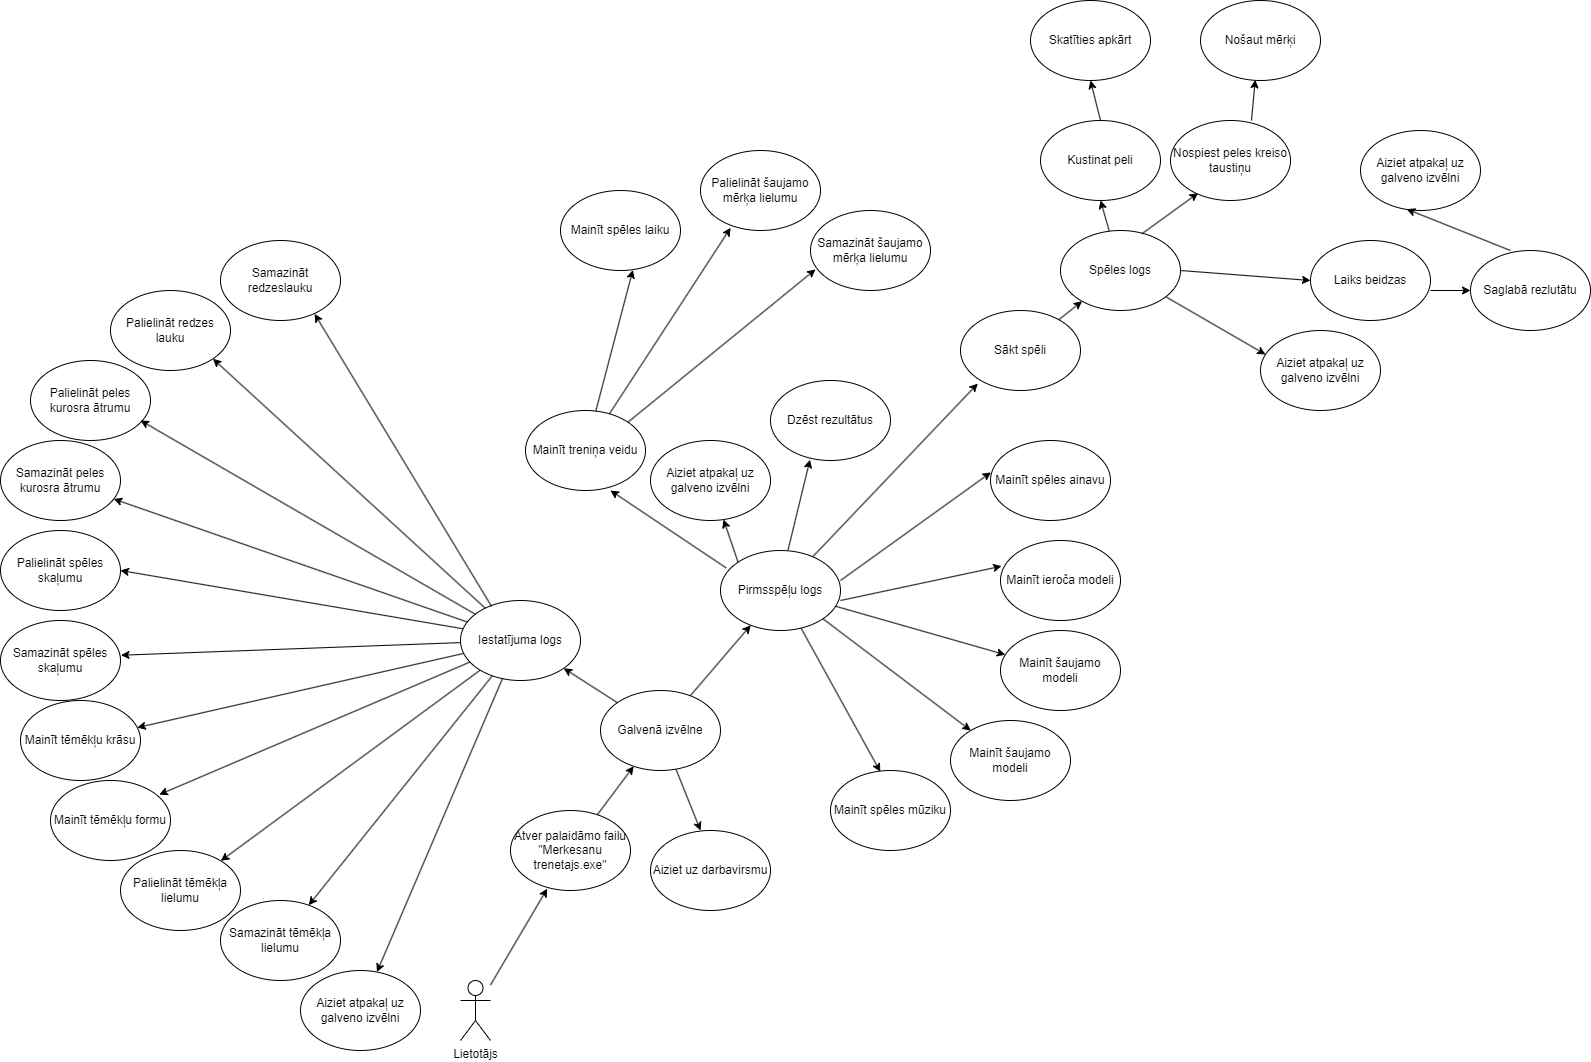 Skatīties apkārt
Nošaut mērķi
Kustinat peli
Nospiest peles kreiso
taustiņu
Aiziet atpakaļ uz
galveno izvēlni
Palielināt šaujamo
mērķa lielumu
Mainīt spēles laiku
Samazināt šaujamo
mērķa lielumu
Spēles logs
Laiks beidzas
Saglabā rezlutātu
Samazināt
redzeslauku
Palielināt redzes
lauku
Sākt spēli
Aiziet atpakaļ uz
galveno izvēlni
Palielināt peles
kurosra ātrumu
Dzēst rezultātus
Mainīt treniņa veidu
Samazināt peles
kurosra ātrumu
Aiziet atpakaļ uz
galveno izvēlni
Mainīt spēles ainavu
Palielināt spēles
skaļumu
Pirmsspēļu logs
Mainīt ieroča modeli
Iestatījuma logs
Samazināt spēles
skaļumu
Mainīt šaujamo
modeli
Galvenā izvēlne
Mainīt tēmēkļu krāsu
Mainīt šaujamo
modeli
Mainīt tēmēkļu formu
Mainīt spēles mūziku
Atver palaidāmo failu
"Merkesanu
trenetajs.exe"
Aiziet uz darbavirsmu
Palielināt tēmēkļa
lielumu
Samazināt tēmēkļa
lielumu
Aiziet atpakaļ uz
galveno izvēlni
Lietotājs